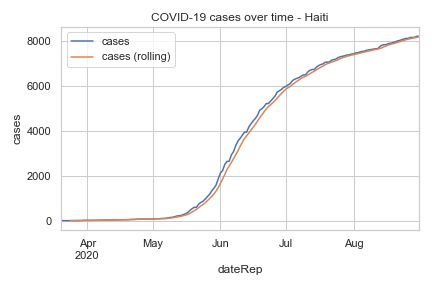 COVID-19 cases over time - Haiti
cases
cases (rolling)
8000
6000
4000
2000
0
cases
Apr
2020
May
Jun
Jul
Aug
dateRep